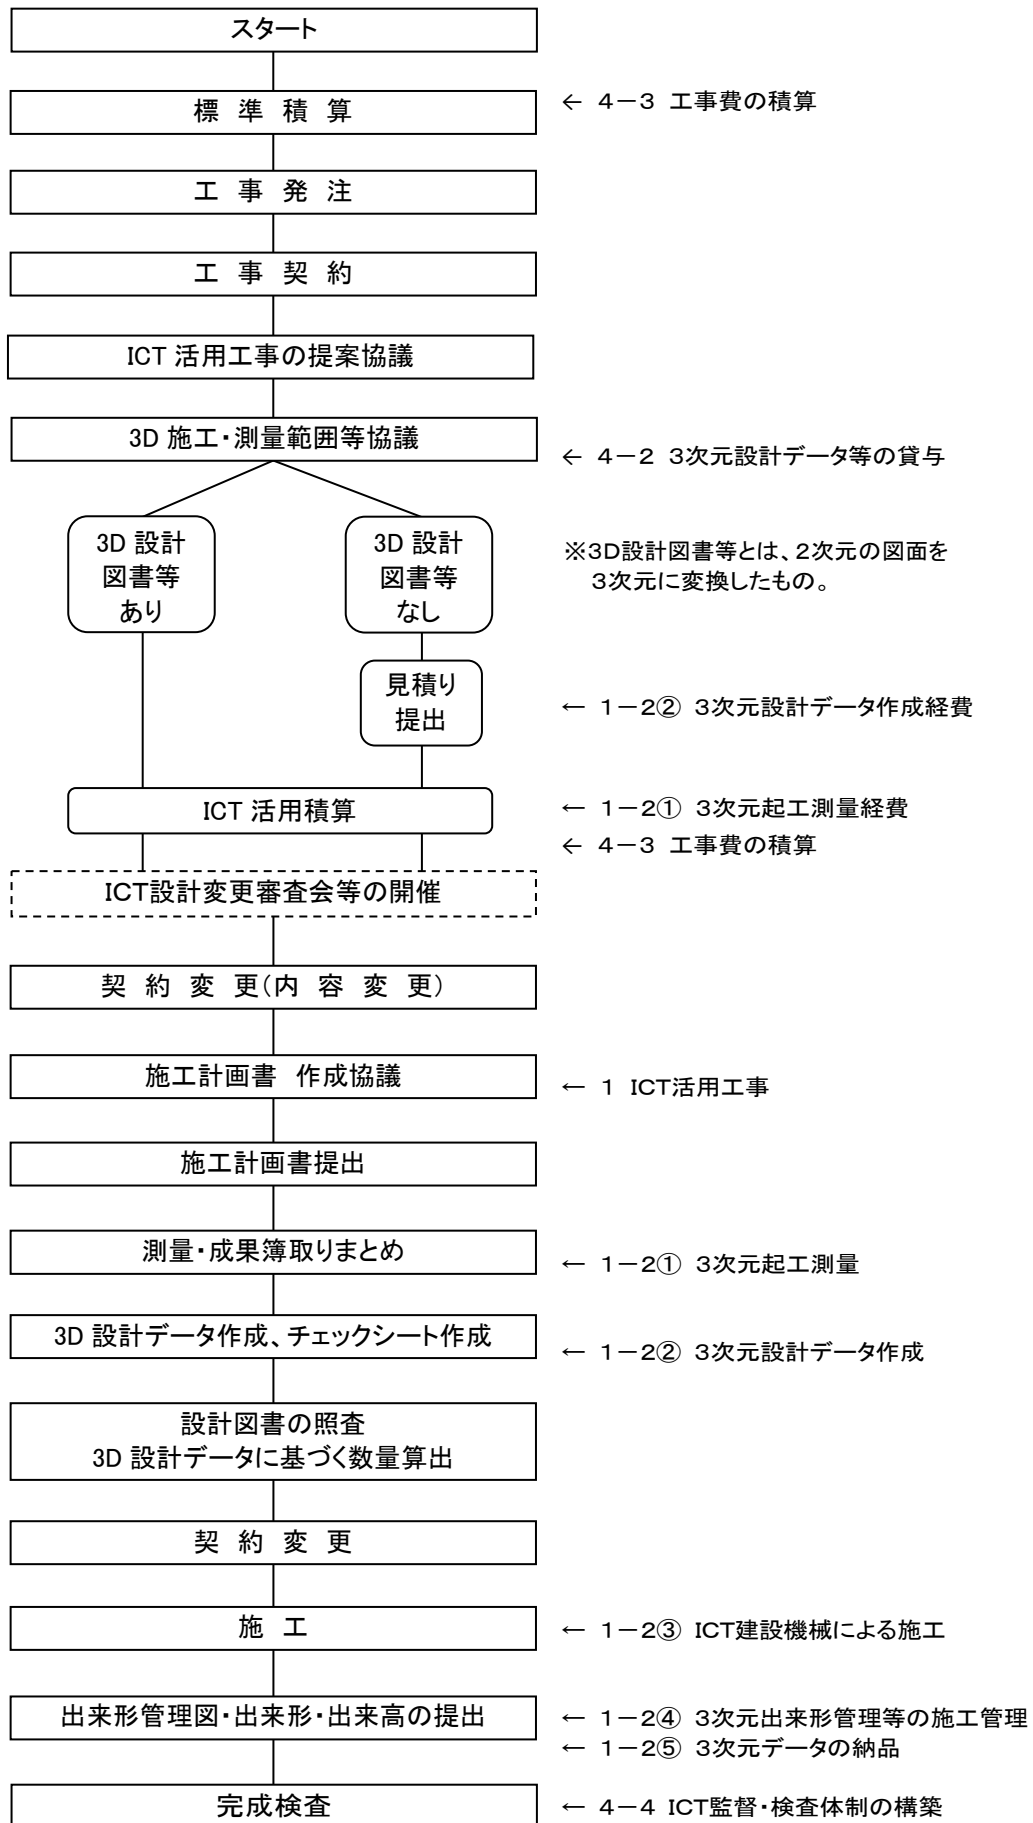 スタート
標 準 積 算
← 4-3 工事費の積算
工 事 発 注
工 事 契 約
ICT 活用工事の提案協議
3D 施工・測量範囲等協議
← 4-2 3次元設計データ等の貸与
3D 設計
図書等
あり
3D 設計
図書等
なし
※3D設計図書等とは、2次元の図面を
3次元に変換したもの。
見積り
提出
← 1-2② 3次元設計データ作成経費
ICT 活用積算
← 1-2① 3次元起工測量経費
← 4-3 工事費の積算
ICT設計変更審査会等の開催
契 約 変 更(内 容 変 更)
施工計画書 作成協議
← 1 ICT活用工事
施工計画書提出
測量・成果簿取りまとめ
← 1-2① 3次元起工測量
3D 設計データ作成、チェックシート作成
← 1-2② 3次元設計データ作成
設計図書の照査
3D 設計データに基づく数量算出
契 約 変 更
施 工
← 1-2③ ICT建設機械による施工
出来形管理図・出来形・出来高の提出
← 1-2④ 3次元出来形管理等の施工管理
← 1-2⑤ 3次元データの納品
完成検査
← 4-4 ICT監督・検査体制の構築